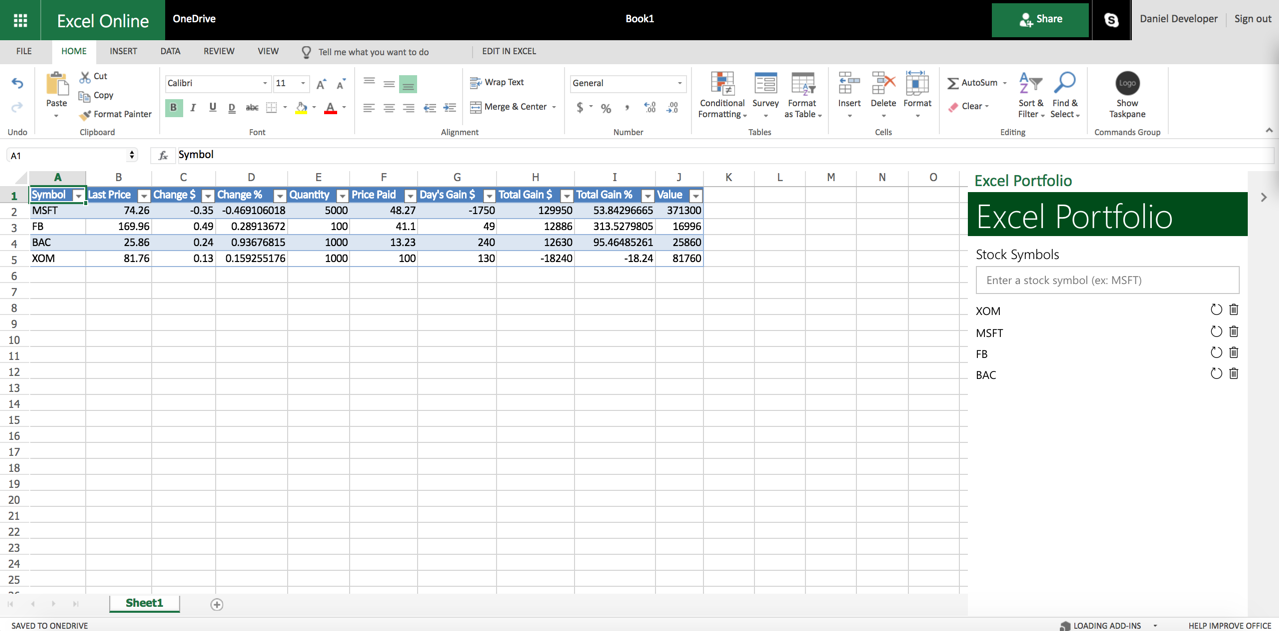 Excel Online OneDrive Book1 Share Daniel Developer Sign out
FILE HOME INSERT DATA REVIEW VIEW Tell me what you want to do EDIT IN EXCEL
Undo
Paste
Cut
Copy
Format Painter
Clipboard
Calibri 11
B I U D abc A
Font
Wrap Text
Merge & Center
Alignment
General
$ % , .00
Number
Conditional Formatting
Survey
Format as Table
Tables
Insert
Delete
Format
Cells
AutoSum
Clear
Sort & Filter
Find & Select
Editing
Logo
Show Taskpane
Commands Group
A1 fx Symbol
A B C D E F G H I J K L M N O
1 Symbol Last Price Change $ Change % Quantity Price Paid Day's Gain $ Total Gain $ Total Gain % Value
2 MSFT 74.26 -0.35 -0.469106018 5000 48.27 -1750 129950 53.84296665 371300
3 FB 169.96 0.49 0.28913672 100 41.1 49 12886 313.5279805 16996
4 BAC 25.86 0.24 0.93676815 1000 13.23 240 12630 95.46485261 25860
5 XOM 81.76 0.13 0.159255176 1000 100 130 -18240 -18.24 81760
6
7
8
9
10
11
12
13
14
15
16
17
18
19
20
21
22
23
24
25
Excel Portfolio
Excel Portfolio
Stock Symbols
Enter a stock symbol (ex: MSFT)
XOM
MSFT
FB
BAC
Sheet1
SAVED TO ONEDRIVE LOADING ADD-INS HELP IMPROVE OFFICE